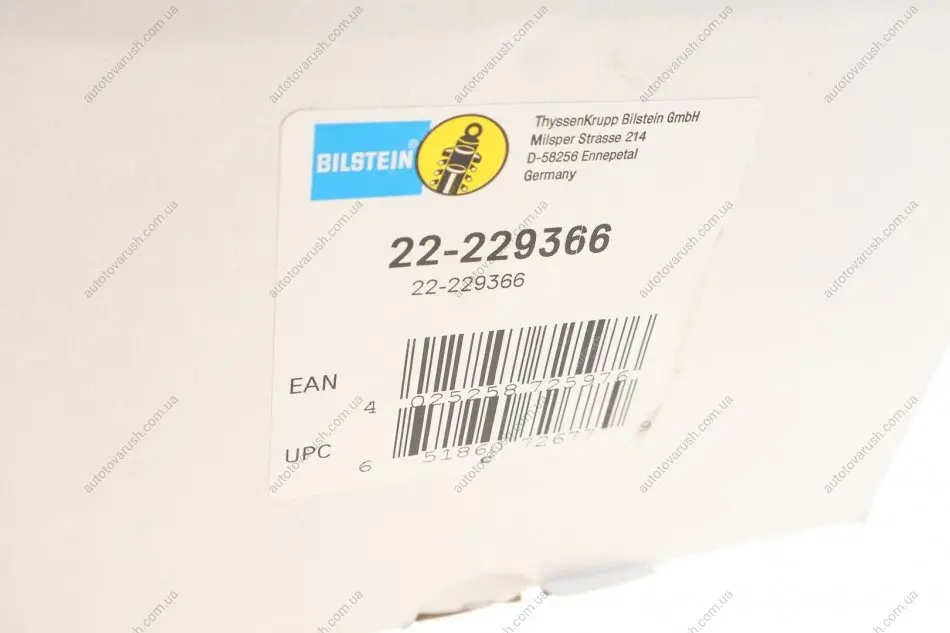 BILSTEIN®
ThyssenKrupp Bilstein GmbH
Milsper Strasse 214
D-58256 Ennepetal
Germany
22-229366
22-229366
EAN
4 025258 725976
UPC
6 9
autotovarush.com.ua